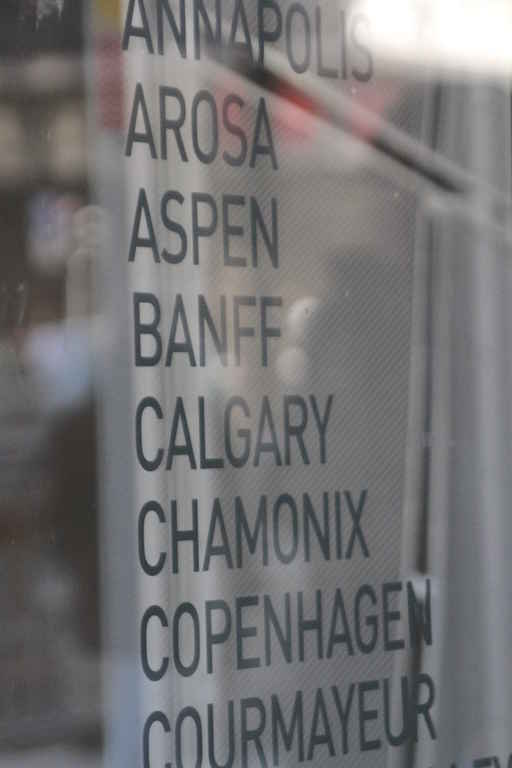 ANNAPOLIS
AROSA
ASPEN
BANFF
CALGARY
CHAMONIX
COPENHAGEN
COURMAYEUR